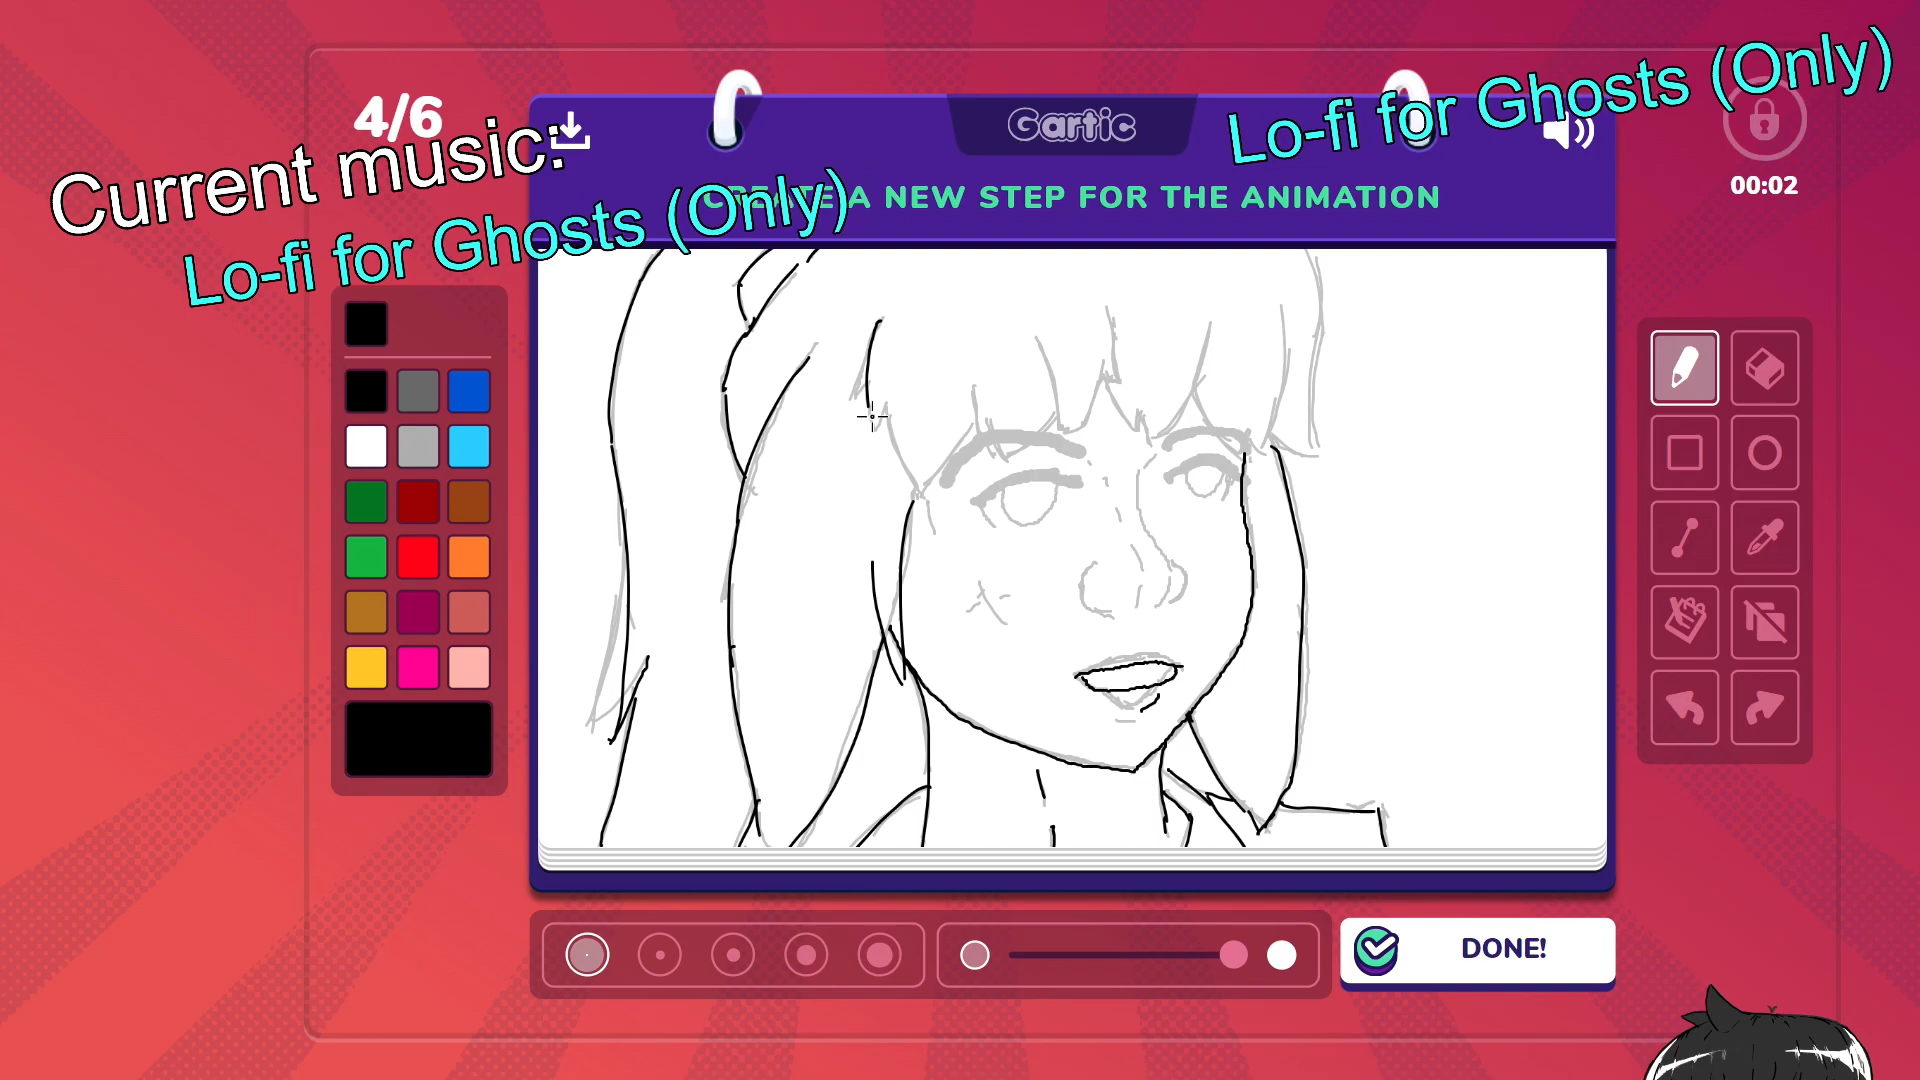 4/6
Current music:
Lo-fi for Ghosts (Only)
Lo-fi for Ghosts (Only)
Gartic
CREATE A NEW STEP FOR THE ANIMATION
00:02
DONE!